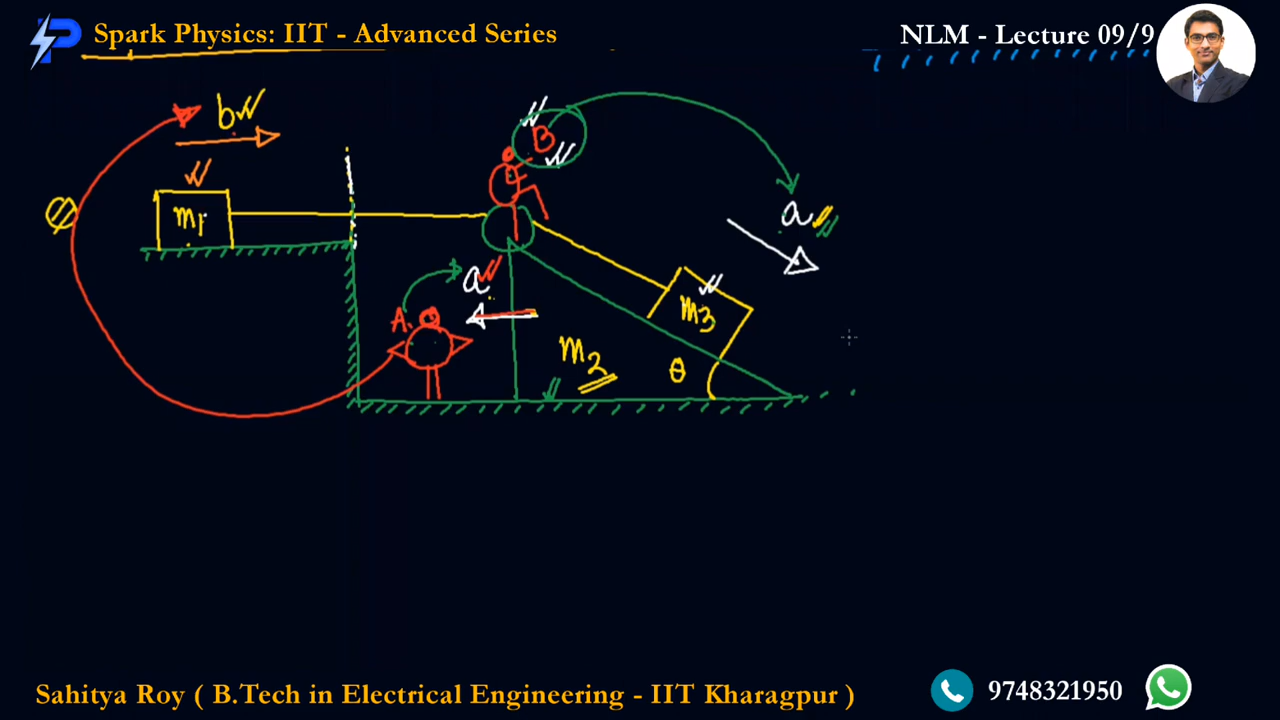 Spark Physics: IIT - Advanced Series
NLM - Lecture 09/9
b
B
m1
a
a
A
m3
m2
θ
Sahitya Roy ( B.Tech in Electrical Engineering - IIT Kharagpur )
9748321950